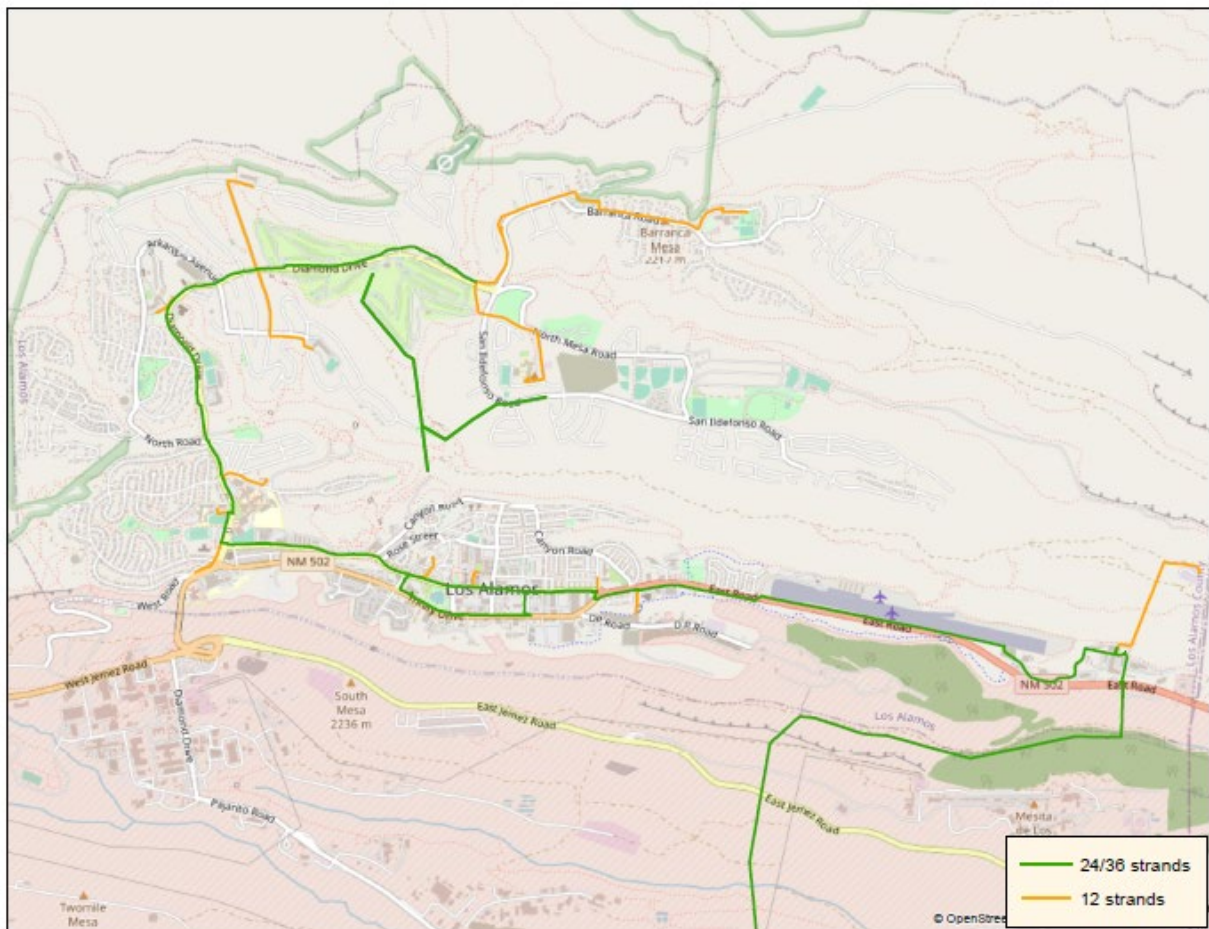 Arkansas Avenue
Diamond Drive
Barranca Road
Barranca
Mesa
2217 m
Diamond Drive
North Mesa Road
San Ildefonso Road
San Ildefonso Road
Los Alamos
North Road
Canyon Road
Rose Street
Canyon Road
NM 502
Los Alamos
Trinity Drive
East Road
DP Road
D.P. Road
East Road
West Road
Los Alamos County
NM 502
East Road
West Jemez Road
Diamond Drive
South
Mesa
2236 m
East Jemez Road
Los Alamos
East Jemez Road
Pajarito Road
Mesita
de Los
Twomile
Mesa
24/36 strands
12 strands
© OpenStree